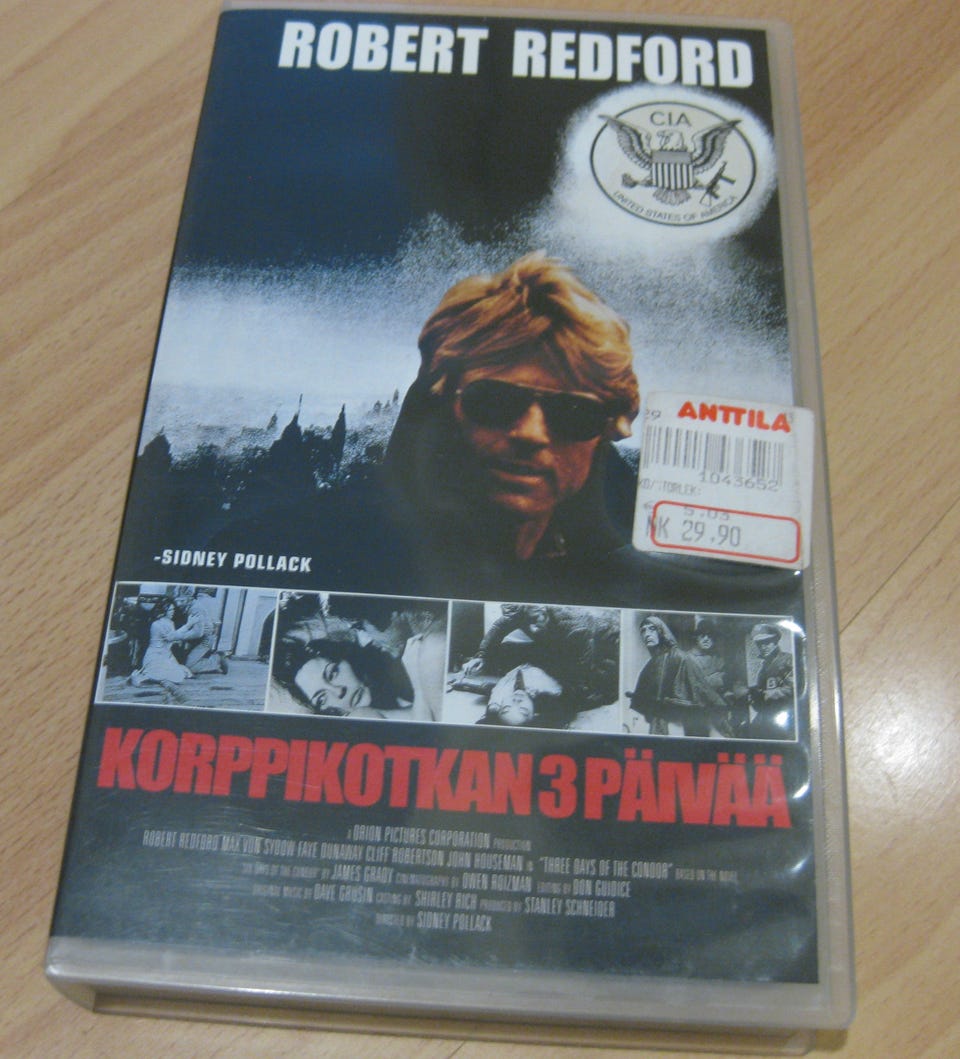 ROBERT REDFORD
CIA
UNITED STATES OF AMERICA
ANTTILA
1043652
5.03
29,90
-SIDNEY POLLACK
KORPPIKOTKAN 3 PÄIVÄÄ
A ORION PICTURES CORPORATION PRODUCTION
ROBERT REDFORD MAX VON SYDOW FAYE DUNAWAY CLIFF ROBERTSON JOHN HOUSEMAN IN "THREE DAYS OF THE CONDOR" BASED ON THE NOVEL
"SIX DAYS OF THE CONDOR" BY JAMES GRADY CINEMATOGRAPHY BY OWEN ROIZMAN EDITING BY DON GUIDICE
ORIGINAL MUSIC BY DAVE GRUSIN CASTING BY SHIRLEY RICH PRODUCED BY STANLEY SCHNEIDER
DIRECTED BY SIDNEY POLLACK